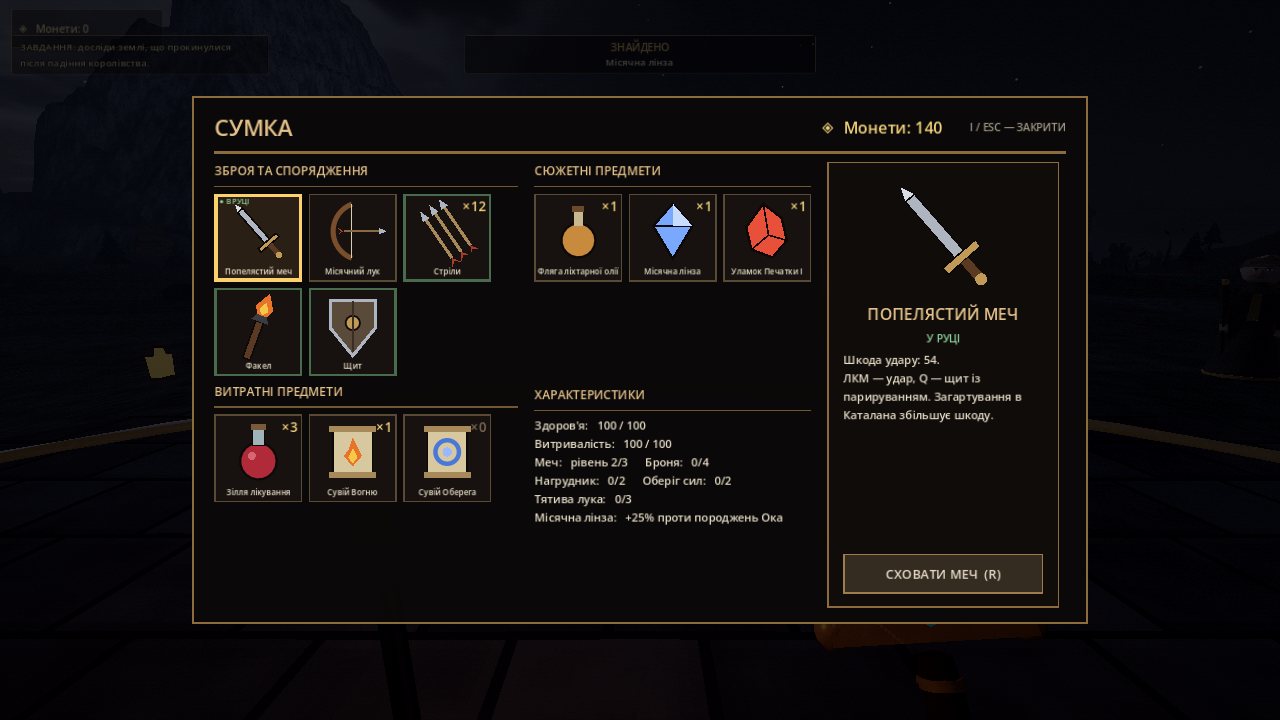 Монети: 0
ЗАВДАННЯ: досліди землі, що прокинулися
після падіння королівства.
ЗНАЙДЕНО
Місячна лінза
СУМКА
Монети: 140
I / ESC — ЗАКРИТИ
ЗБРОЯ ТА СПОРЯДЖЕННЯ
• В РУЦІ
Попелястий меч
Місячний лук
×12
Стріли
Факел
Щит
ВИТРАТНІ ПРЕДМЕТИ
×3
Зілля лікування
×1
Сувій Вогню
×0
Сувій Оберега
СЮЖЕТНІ ПРЕДМЕТИ
×1
Фляга ліхтарної олії
×1
Місячна лінза
×1
Уламок Печатки I
ХАРАКТЕРИСТИКИ
Здоров'я: 100 / 100
Витривалість: 100 / 100
Меч: рівень 2/3 Броня: 0/4
Нагрудник: 0/2 Оберіг сил: 0/2
Тятива лука: 0/3
Місячна лінза: +25% проти породжень Ока
ПОПЕЛЯСТИЙ МЕЧ
У РУЦІ
Шкода удару: 54.
ЛКМ — удар, Q — щит із
парируванням. Загартування в
Каталана збільшує шкоду.
СХОВАТИ МЕЧ (R)